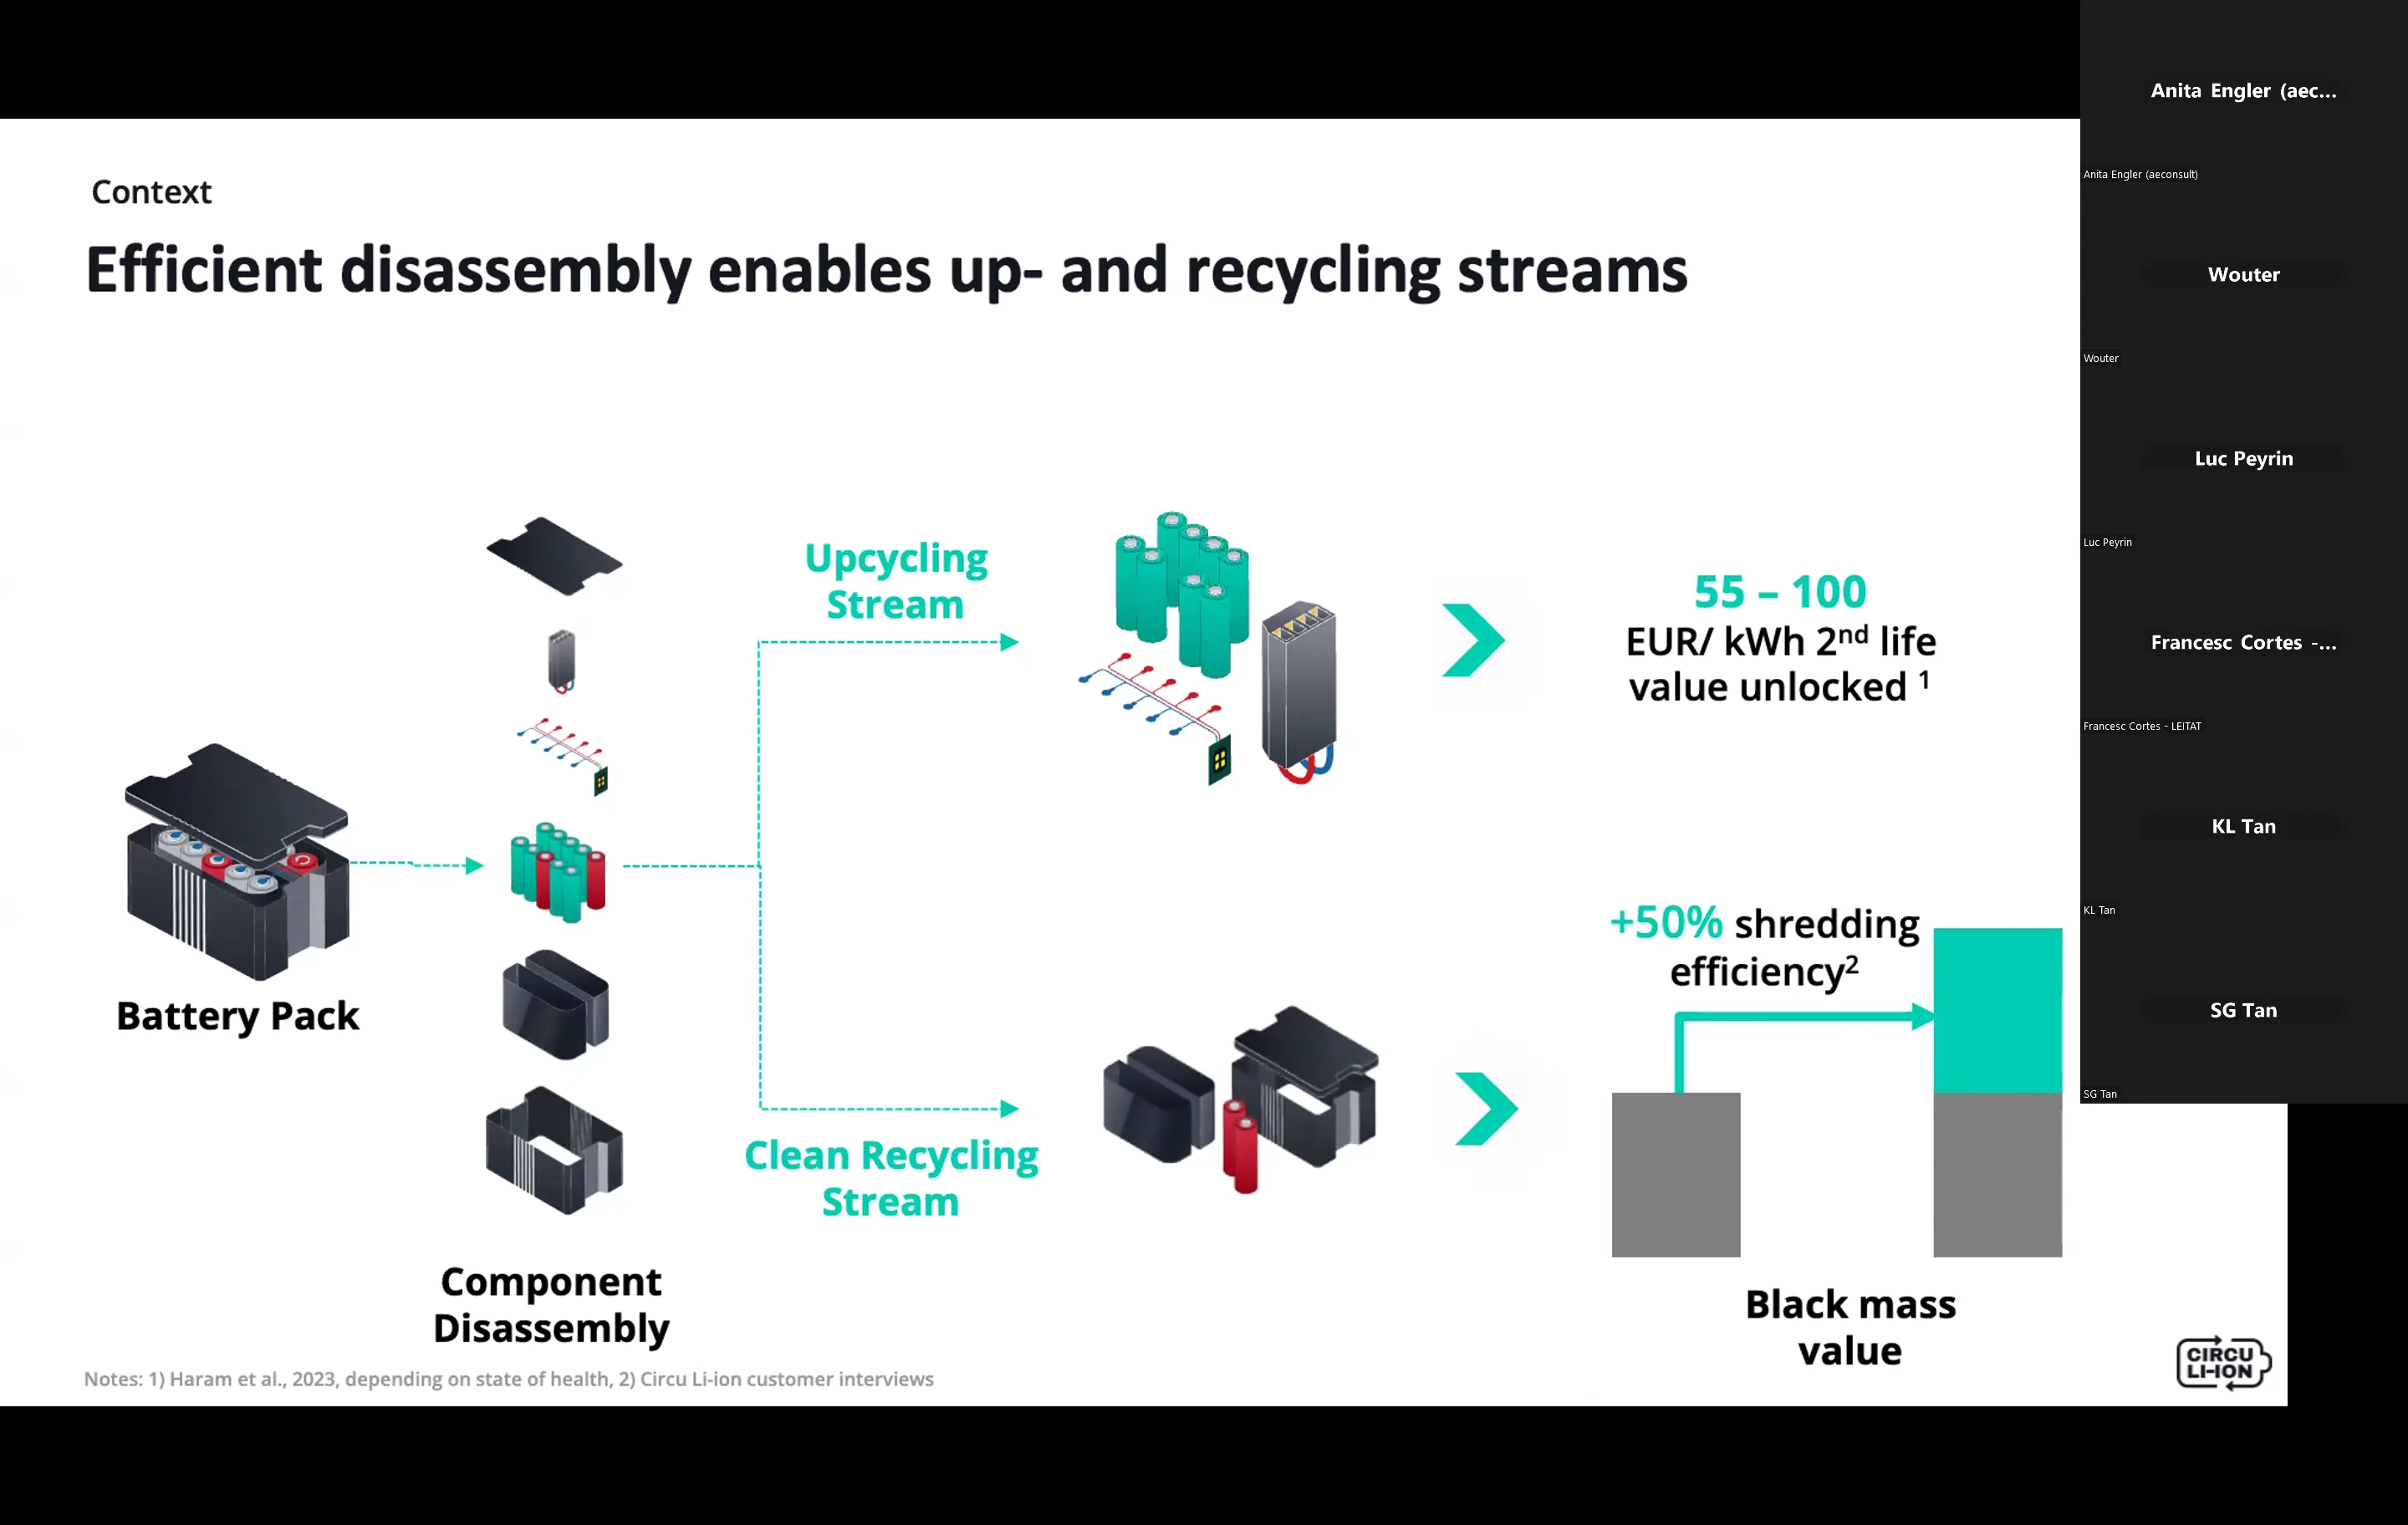 Context
Efficient disassembly enables up- and recycling streams
Upcycling
Stream
55 – 100
EUR/ kWh 2nd life
value unlocked 1
Battery Pack
+50% shredding
efficiency2
Clean Recycling
Stream
Component
Disassembly
Black mass
value
Notes: 1) Haram et al., 2023, depending on state of health, 2) Circu Li-ion customer interviews
CIRCU
LI-ION
Anita Engler (aec...
Anita Engler (aeconsult)
Wouter
Wouter
Luc Peyrin
Luc Peyrin
Francesc Cortes -...
Francesc Cortes - LEITAT
KL Tan
KL Tan
SG Tan
SG Tan